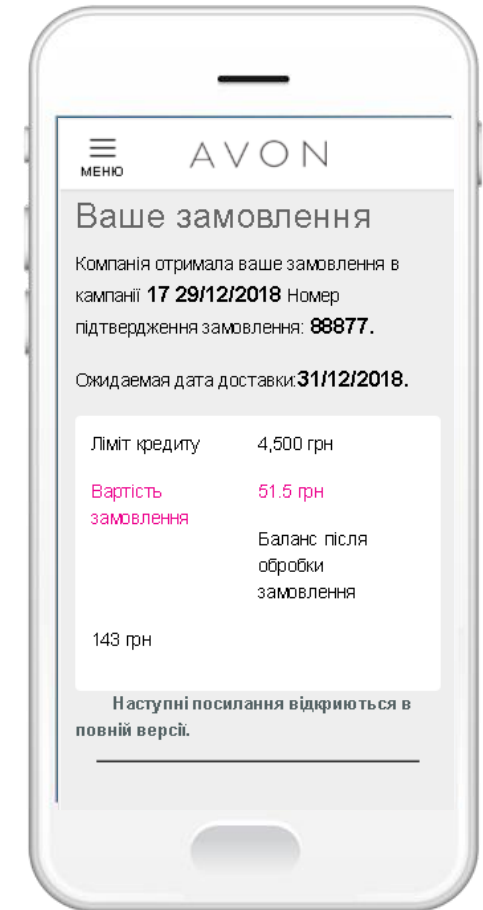 МЕНЮ
AVON
Ваше замовлення
Компанія отримала ваше замовлення в
кампанії 17 29/12/2018 Номер
підтвердження замовлення: 88877.
Ожидаемая дата доставки:31/12/2018.
Ліміт кредиту 4,500 грн
Вартість 51.5 грн
замовлення
Баланс після
обробки
замовлення
143 грн
Наступні посилання відкриються в
повній версії.